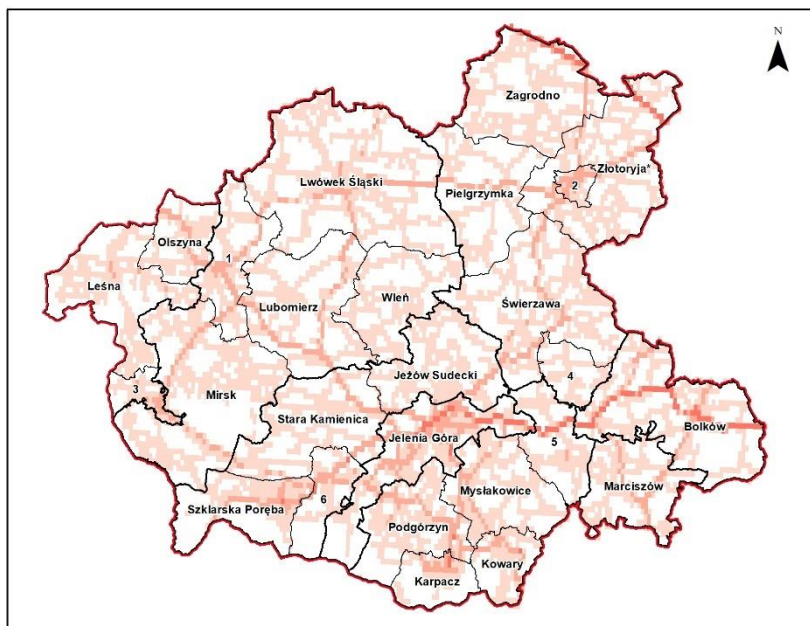 N
Zagrodno
Złotoryja*
Lwówek Śląski
2
Pielgrzymka
Olszyna
1
Leśna
Lubomierz
Wleń
Świerzawa
Jeżów Sudecki
4
3
Mirsk
Stara Kamienica
Bolków
Jelenia Góra
5
Marciszów
Mysłakowice
6
Szklarska Poręba
Podgórzyn
Kowary
Karpacz